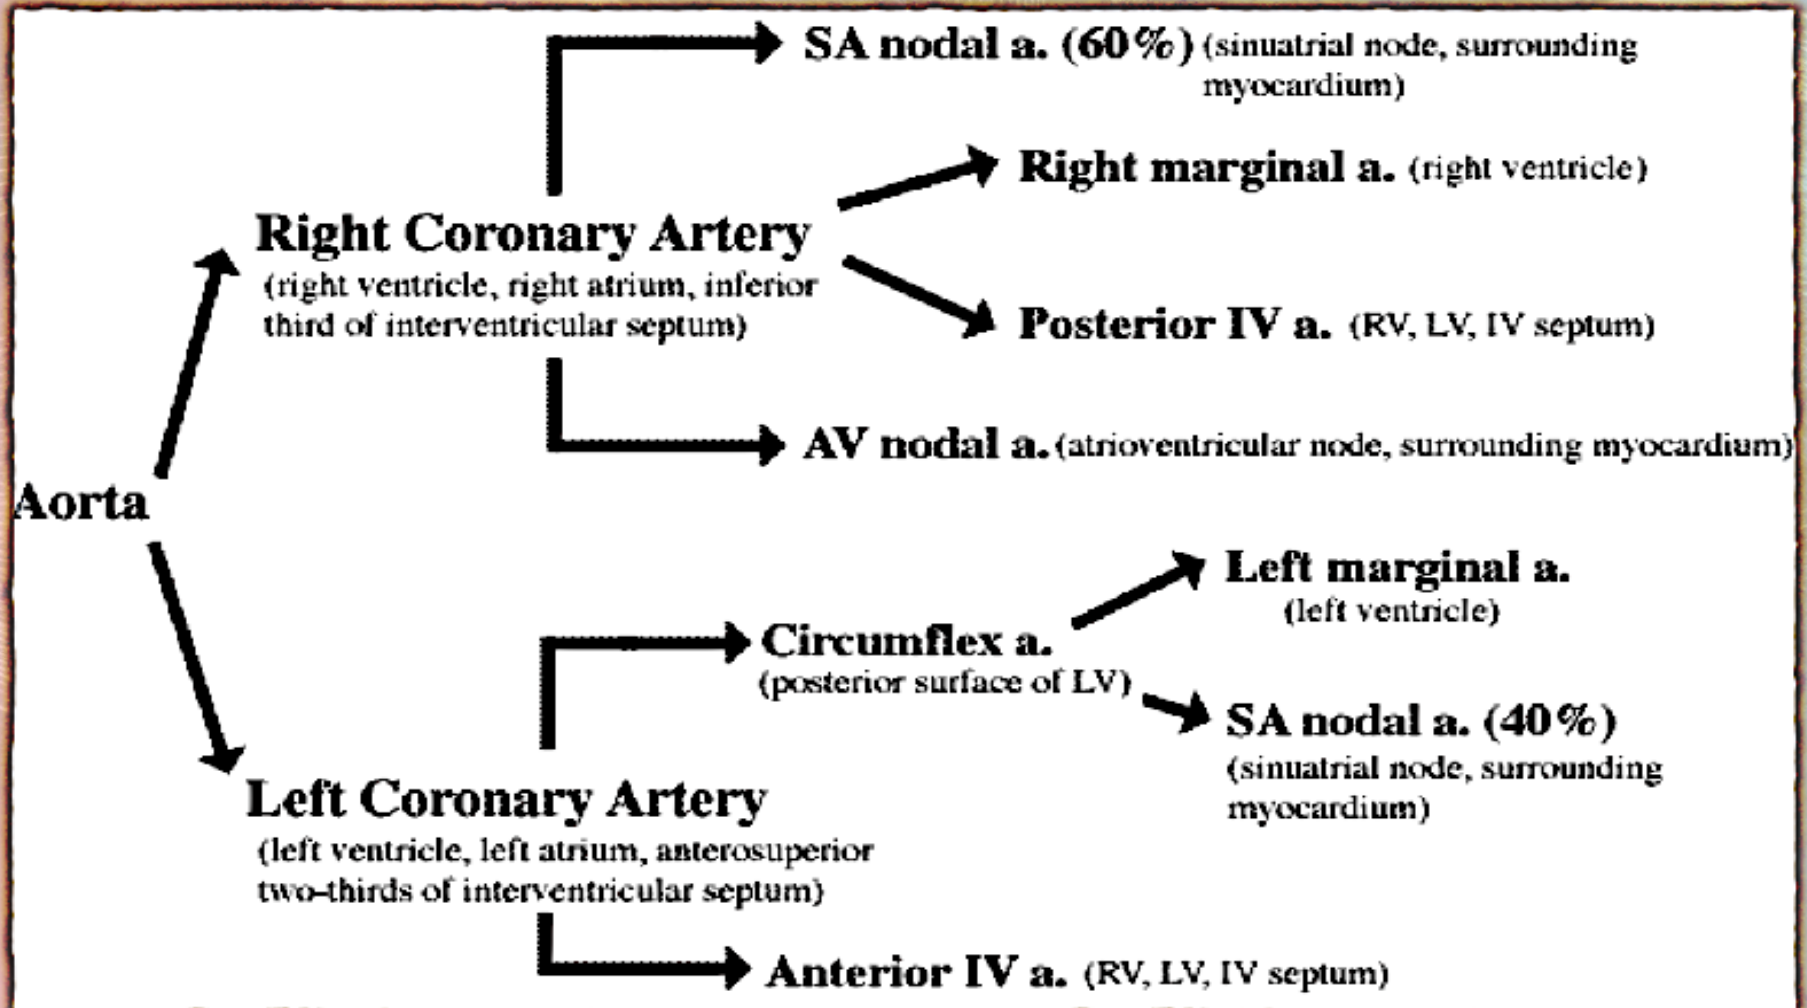 SA nodal a. (60%) (sinuatrial node, surrounding
myocardium)
Right marginal a. (right ventricle)
Right Coronary Artery
(right ventricle, right atrium, inferior
third of interventricular septum)
Posterior IV a. (RV, LV, IV septum)
AV nodal a. (atrioventricular node, surrounding myocardium)
Aorta
Left marginal a.
(left ventricle)
Circumflex a.
(posterior surface of LV)
SA nodal a. (40%)
(sinuatrial node, surrounding
myocardium)
Left Coronary Artery
(left ventricle, left atrium, anterosuperior
two-thirds of interventricular septum)
Anterior IV a. (RV, LV, IV septum)